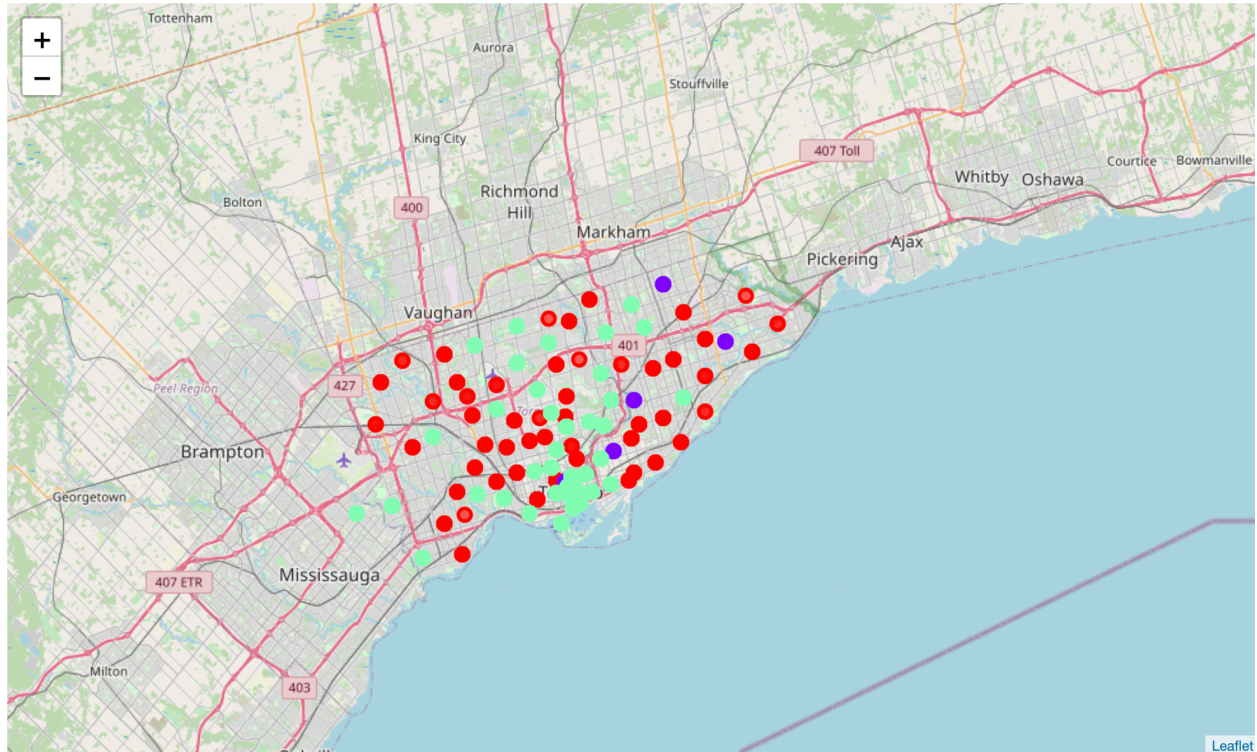 Tottenham
+
Aurora
−
Stouffville
King City
407 Toll
Courtice
Bowmanville
Whitby
Oshawa
Richmond
Hill
Bolton
400
Markham
Ajax
Pickering
Vaughan
401
427
Peel Region
Brampton
Georgetown
Mississauga
407 ETR
Milton
403
Leaflet